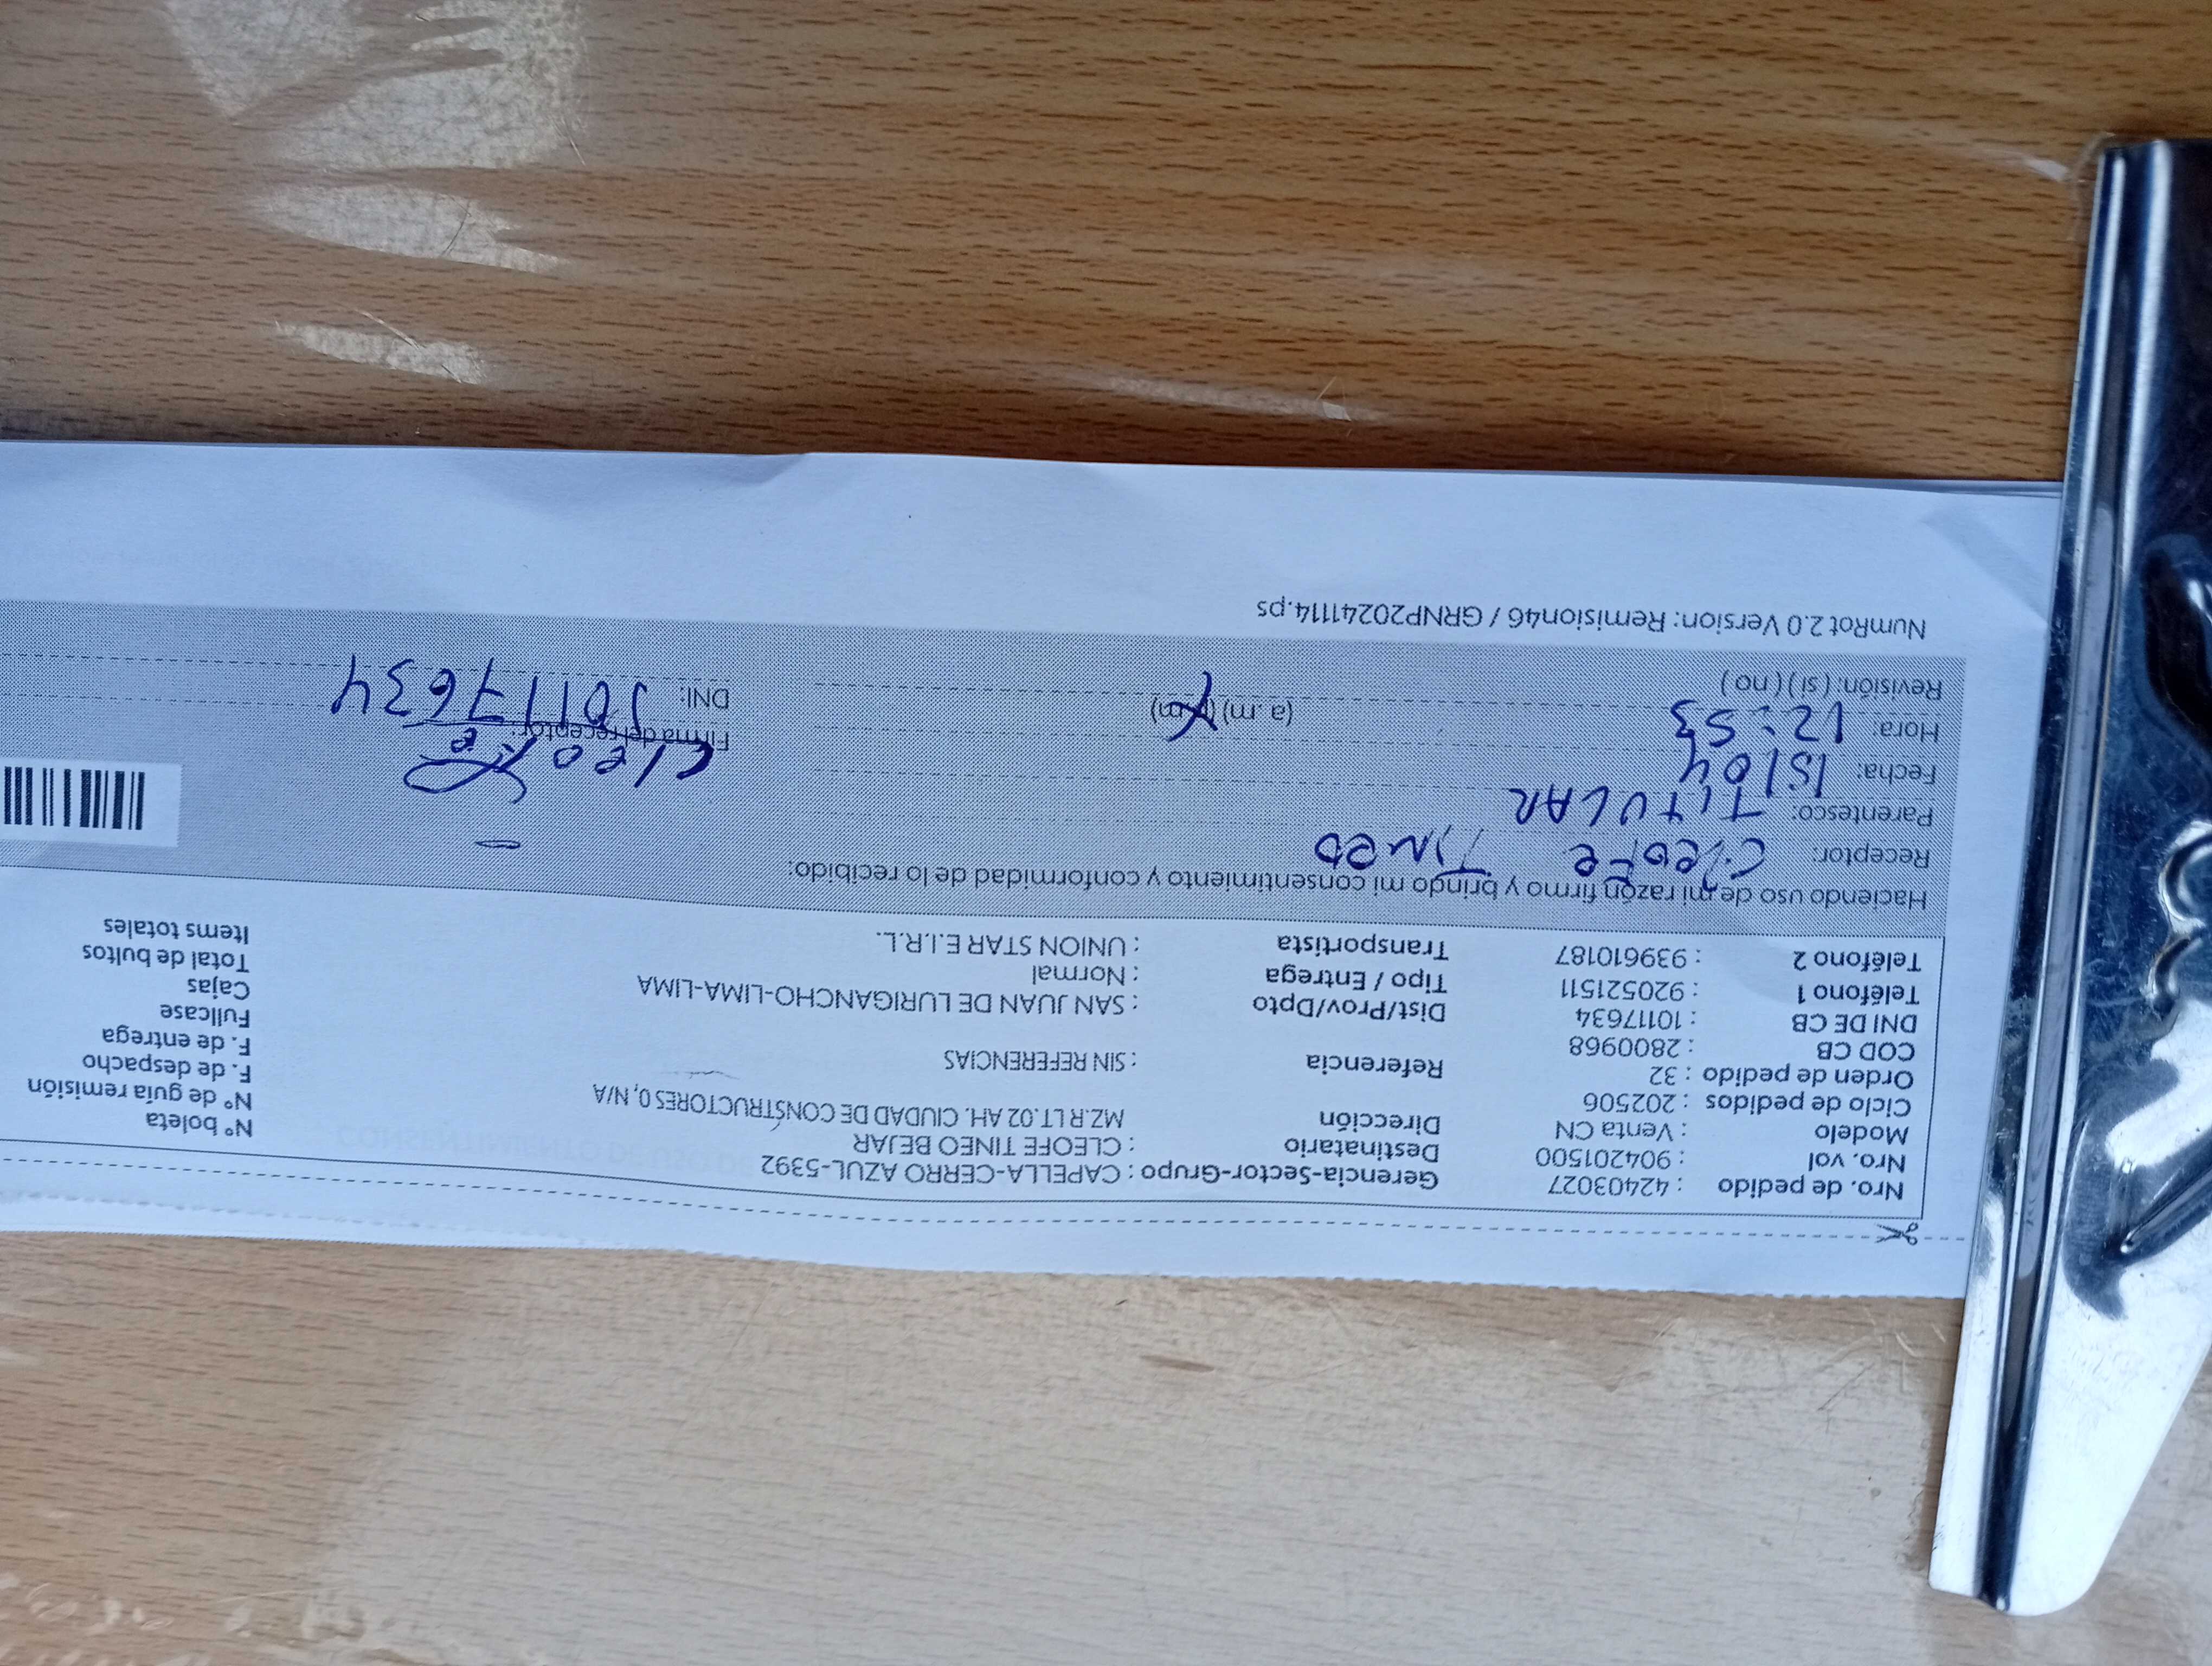 Nro. de pedido : 42403027 Gerencia-Sector-Grupo : CAPELLA-CERRO AZUL-5392
Nro. vol : 904201500 Destinatario : CLEOFE TINEO BEJAR Nº boleta
Modelo : Venta CN Dirección MZ.R LT.02 AH. CIUDAD DE CONSTRUCTORES 0, N/A Nº de guía remisión
Ciclo de pedidos : 202506 F. de despacho
Orden de pedido : 32 Referencia : SIN REFERENCIAS F. de entrega
COD CB : 2800968 Fullcase
DNI DE CB : 10117634 Dist/Prov/Dpto : SAN JUAN DE LURIGANCHO-LIMA-LIMA Cajas
Teléfono 1 : 920521511 Tipo / Entrega : Normal Total de bultos
Teléfono 2 : 939610187 Transportista : UNION STAR E.I.R.L. Items totales
Haciendo uso de mi razón firmo y brindo mi consentimiento y conformidad de lo recibido:
Receptor: Cleofe Tineo
Parentesco: TITULAR
Fecha: 15/04 Cleofe
Hora: 12:53 (a .m) (p.m) Firma del receptor:
Revisión: ( si ) ( no ) DNI: 10117634
NumRot 2.0 Version: Remision46 / GRNP20241114.ps